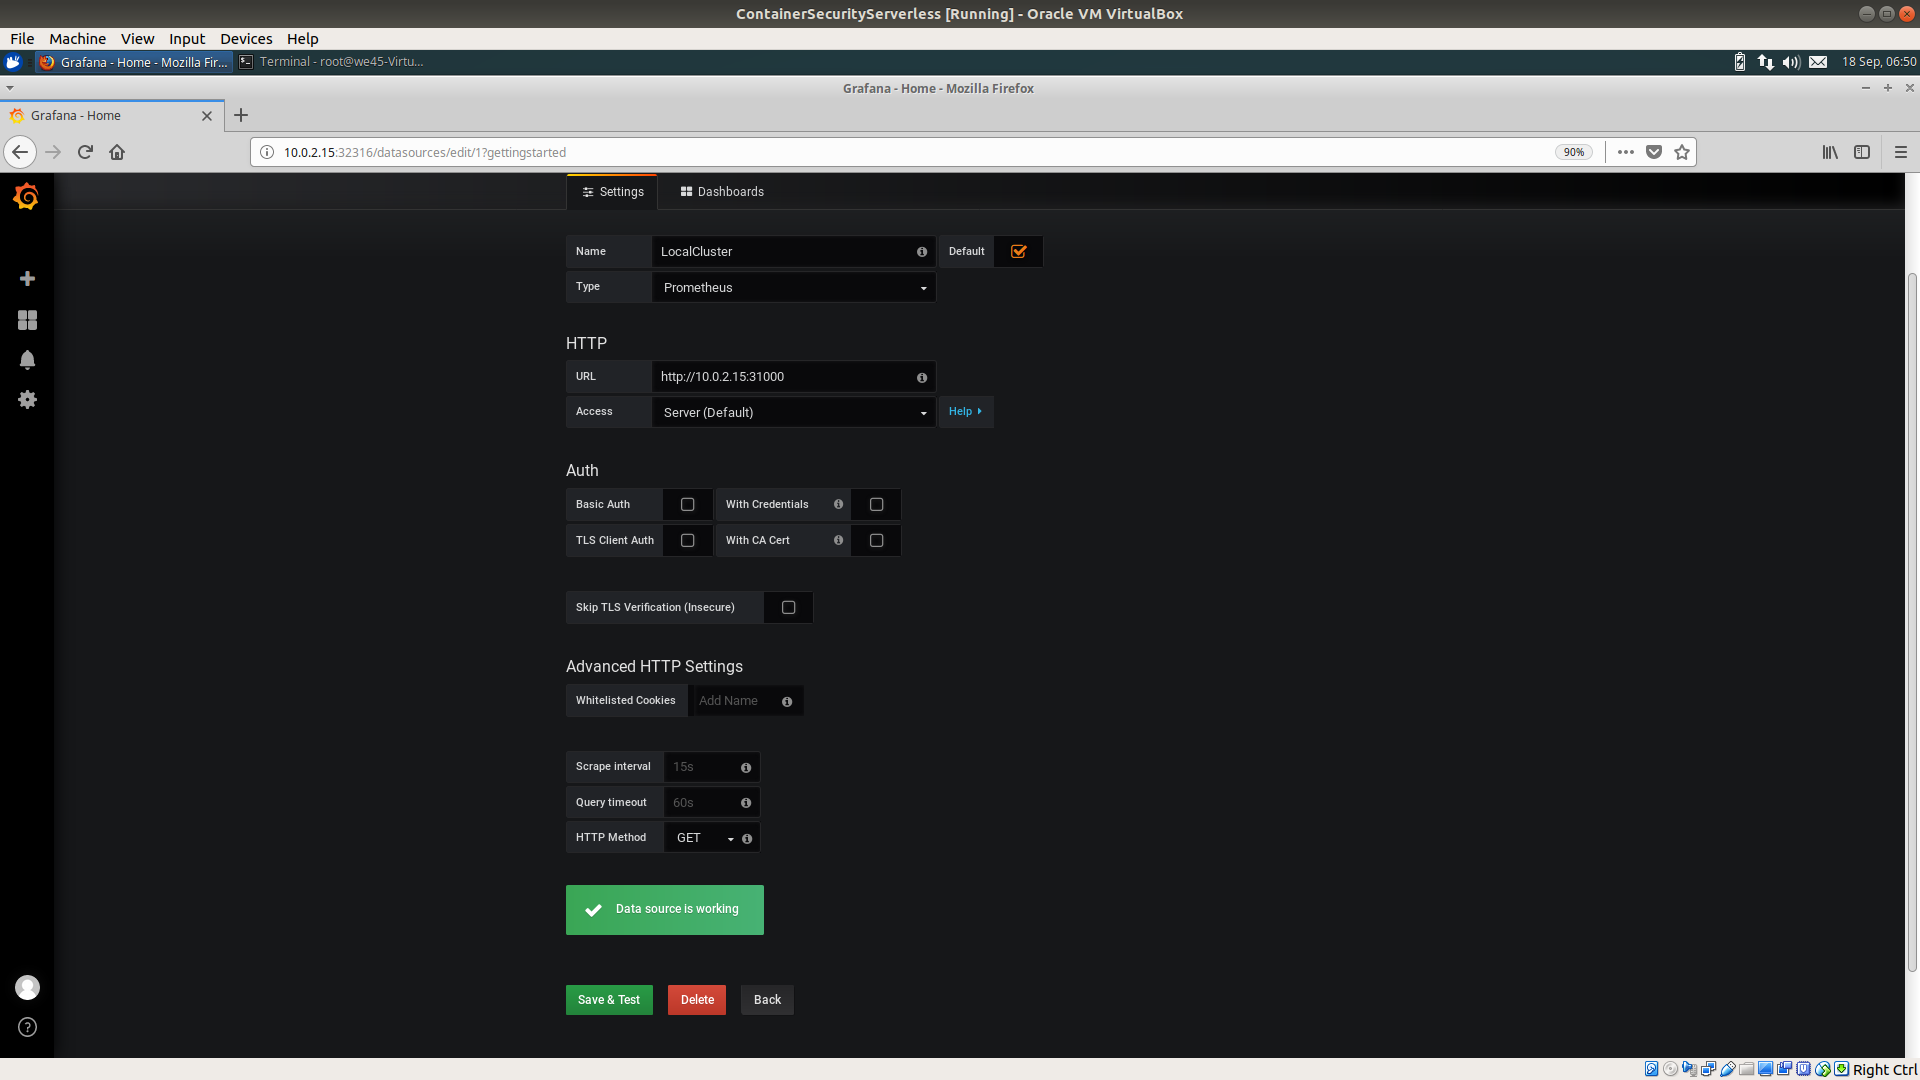 ContainerSecurityServerless [Running] - Oracle VM VirtualBox
File Machine View Input Devices Help
Grafana - Home - Mozilla Fir... Terminal - root@we45-Virtu... 18 Sep, 06:50
Grafana - Home - Mozilla Firefox
Grafana - Home
10.0.2.15:32316/datasources/edit/1?gettingstarted 90%
Settings Dashboards
Name LocalCluster Default
Type Prometheus
HTTP
URL http://10.0.2.15:31000
Access Server (Default) Help
Auth
Basic Auth With Credentials
TLS Client Auth With CA Cert
Skip TLS Verification (Insecure)
Advanced HTTP Settings
Whitelisted Cookies Add Name
Scrape interval 15s
Query timeout 60s
HTTP Method GET
Data source is working
Save & Test Delete Back
Right Ctrl